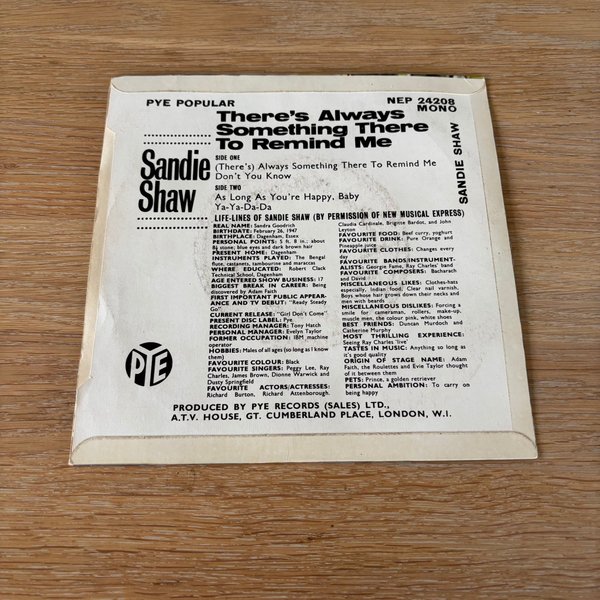 PYE POPULAR
NEP 24208
MONO
There's Always
Something There
To Remind Me
Sandie
Shaw
SANDIE SHAW
SIDE ONE
(There's) Always Something There To Remind Me
Don't You Know
SIDE TWO
As Long As You're Happy, Baby
Ya-Ya-Da-Da
LIFE-LINES OF SANDIE SHAW (BY PERMISSION OF NEW MUSICAL EXPRESS)
REAL NAME: Sandra Goodrich
BIRTHDATE: February 26, 1947
BIRTHPLACE: Dagenham, Essex
PERSONAL POINTS: 5 ft. 8 in.: about
8½ stone: blue eyes and dark brown hair
PRESENT HOME: Dagenham
INSTRUMENTS PLAYED: The Bengal
flute, castanets, tambourine and maraccas
WHERE EDUCATED: Robert Clack
Technical School, Dagenham
AGE ENTERED SHOW BUSINESS: 17
BIGGEST BREAK IN CAREER: Being
discovered by Adam Faith
FIRST IMPORTANT PUBLIC APPEAR-
ANCE AND TV DEBUT: "Ready Steady
Go"!
CURRENT RELEASE: "Girl Don't Come"
PRESENT DISC LABEL: Pye
RECORDING MANAGER: Tony Hatch
PERSONAL MANAGER: Evelyn Taylor
FORMER OCCUPATION: IBM machine
operator
HOBBIES: Males of all ages (so long as I know
them)
FAVOURITE COLOUR: Black
FAVOURITE SINGERS: Peggy Lee, Ray
Charles, James Brown, Dionne Warwick and
Dusty Springfield
FAVOURITE ACTORS/ACTRESSES:
Richard Burton, Richard Attenborough,
Claudia Cardinale, Brigitte Bardot, and John
Leyton
FAVOURITE FOOD: Beef curry, yoghurt
FAVOURITE DRINK: Pure Orange and
Pineapple juice
FAVOURITE CLOTHES: Changes every
day
FAVOURITE BANDS/INSTRUMENT-
ALISTS: Georgie Fame, Ray Charles' band
FAVOURITE COMPOSERS: Bacharach
and David
MISCELLANEOUS LIKES: Clothes-hats
especially, Indian food, Clear nail varnish,
Boys whose hair grows down their necks and
men with beards
MISCELLANEOUS DISLIKES: Forcing a
smile for cameraman, rollers, make-up,
muscle men, the colour pink, white shoes
BEST FRIENDS: Duncan Murdoch and
Catherine Murphy
MOST THRILLING EXPERIENCE:
Seeing Ray Charles 'live'
TASTES IN MUSIC: Anything so long as
it's good quality
ORIGIN OF STAGE NAME: Adam
Faith, the Roulettes and Evie Taylor thought
of it between them
PETS: Prince, a golden retriever
PERSONAL AMBITION: To carry on
being happy
PYE
PRODUCED BY PYE RECORDS (SALES) LTD.,
A.T.V. HOUSE, GT. CUMBERLAND PLACE, LONDON, W.I.